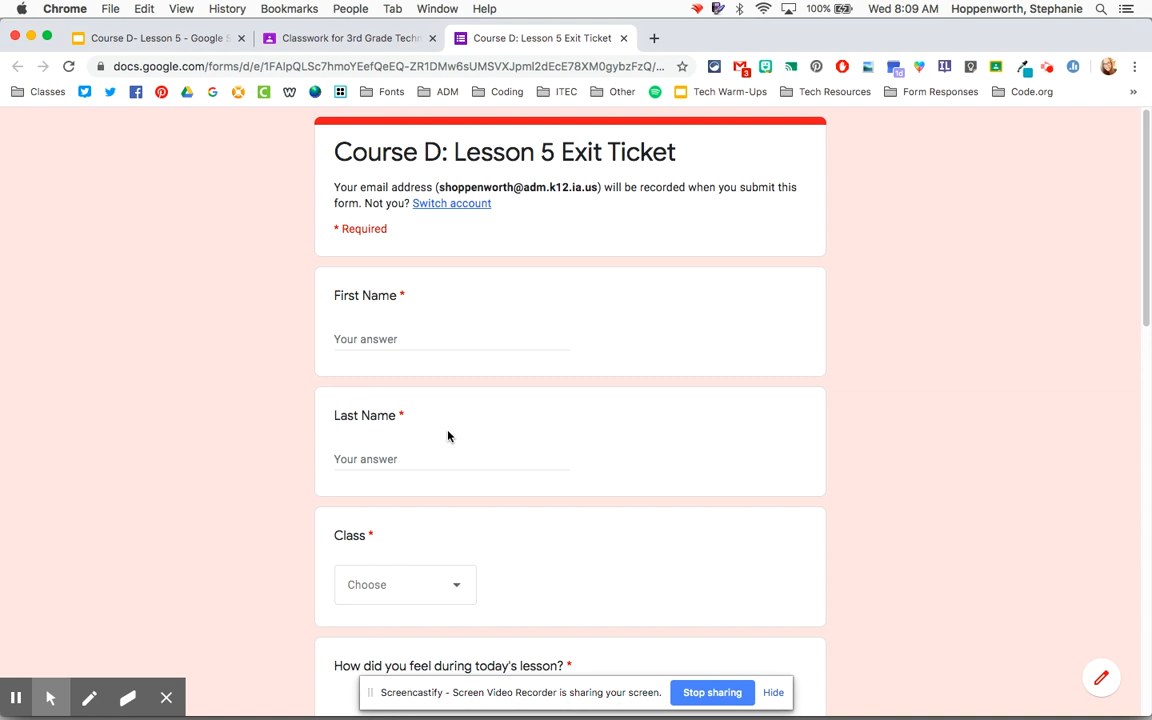 Chrome File Edit View History Bookmarks People Tab Window Help 100% Wed 8:09 AM Hoppenworth, Stephanie
Course D- Lesson 5 - Google S
Classwork for 3rd Grade Techn
Course D: Lesson 5 Exit Ticket
docs.google.com/forms/d/e/1FAIpQLSc7hmoYEefQeEQ-ZR1DMw6sUMSVXJpmI2dEcE78XM0gybzFzQ/...
3
1d
Classes Fonts ADM Coding ITEC Other Tech Warm-Ups Tech Resources Form Responses Code.org »
Course D: Lesson 5 Exit Ticket
Your email address (shoppenworth@adm.k12.ia.us) will be recorded when you submit this
form. Not you? Switch account
* Required
First Name *
Your answer
Last Name *
Your answer
Class *
Choose
How did you feel during today's lesson? *
Screencastify - Screen Video Recorder is sharing your screen. Stop sharing Hide